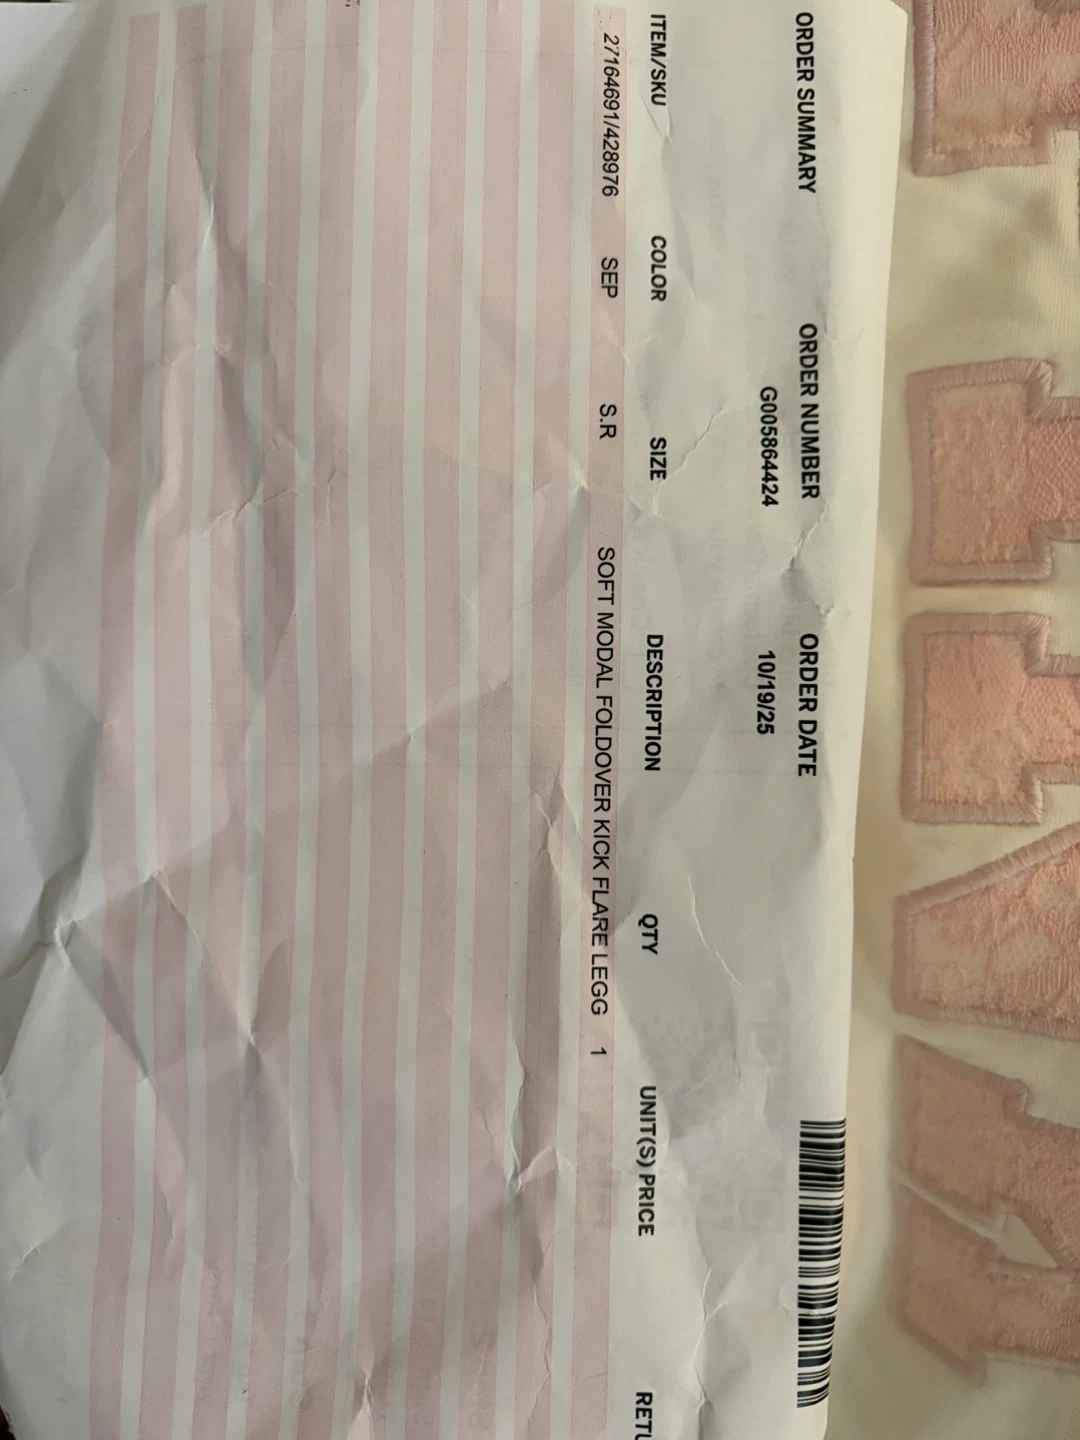 ORDER SUMMARY ORDER NUMBER ORDER DATE
G005864424 10/19/25
ITEM/SKU COLOR SIZE DESCRIPTION QTY UNIT(S) PRICE RETU
27164691/428976 SEP S.R SOFT MODAL FOLDOVER KICK FLARE LEGG 1